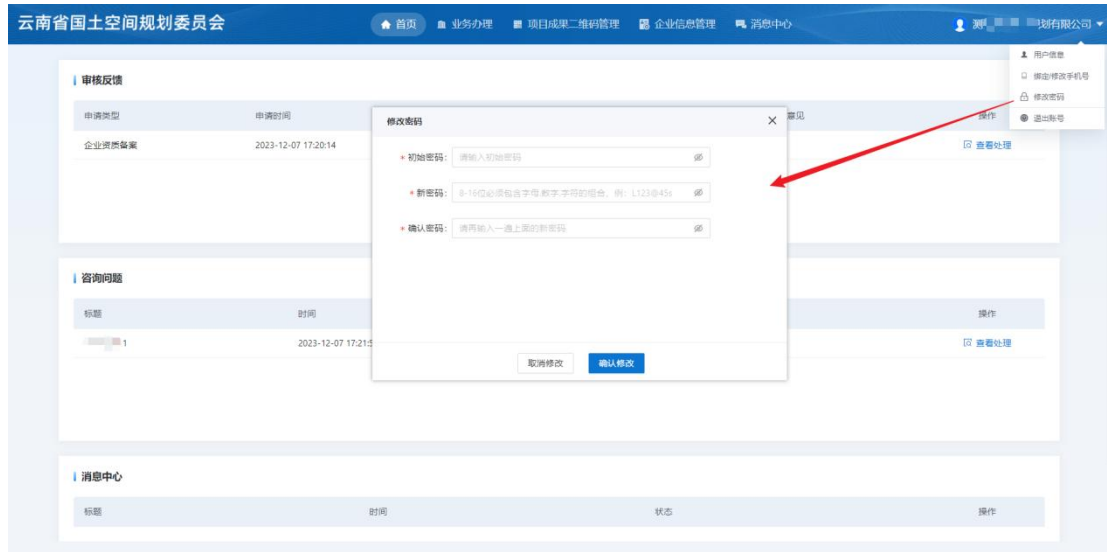 云南省国土空间规划委员会
首页 业务办理 项目成果二维码管理 企业信息管理 消息中心
划有限公司
用户信息
绑定/修改手机号
修改密码
退出账号
审核反馈
申请类型 申请时间 意见 操作
企业资质备案 2023-12-07 17:20:14 查看处理
修改密码
* 初始密码: 请输入初始密码
* 新密码: 8-16位必须包含字母,数字,字符的组合, 例: L123@45s
* 确认密码: 请再输入一遍上面的新密码
取消修改 确认修改
咨询问题
标题 时间 操作
1 2023-12-07 17:21:5 查看处理
消息中心
标题 时间 状态 操作